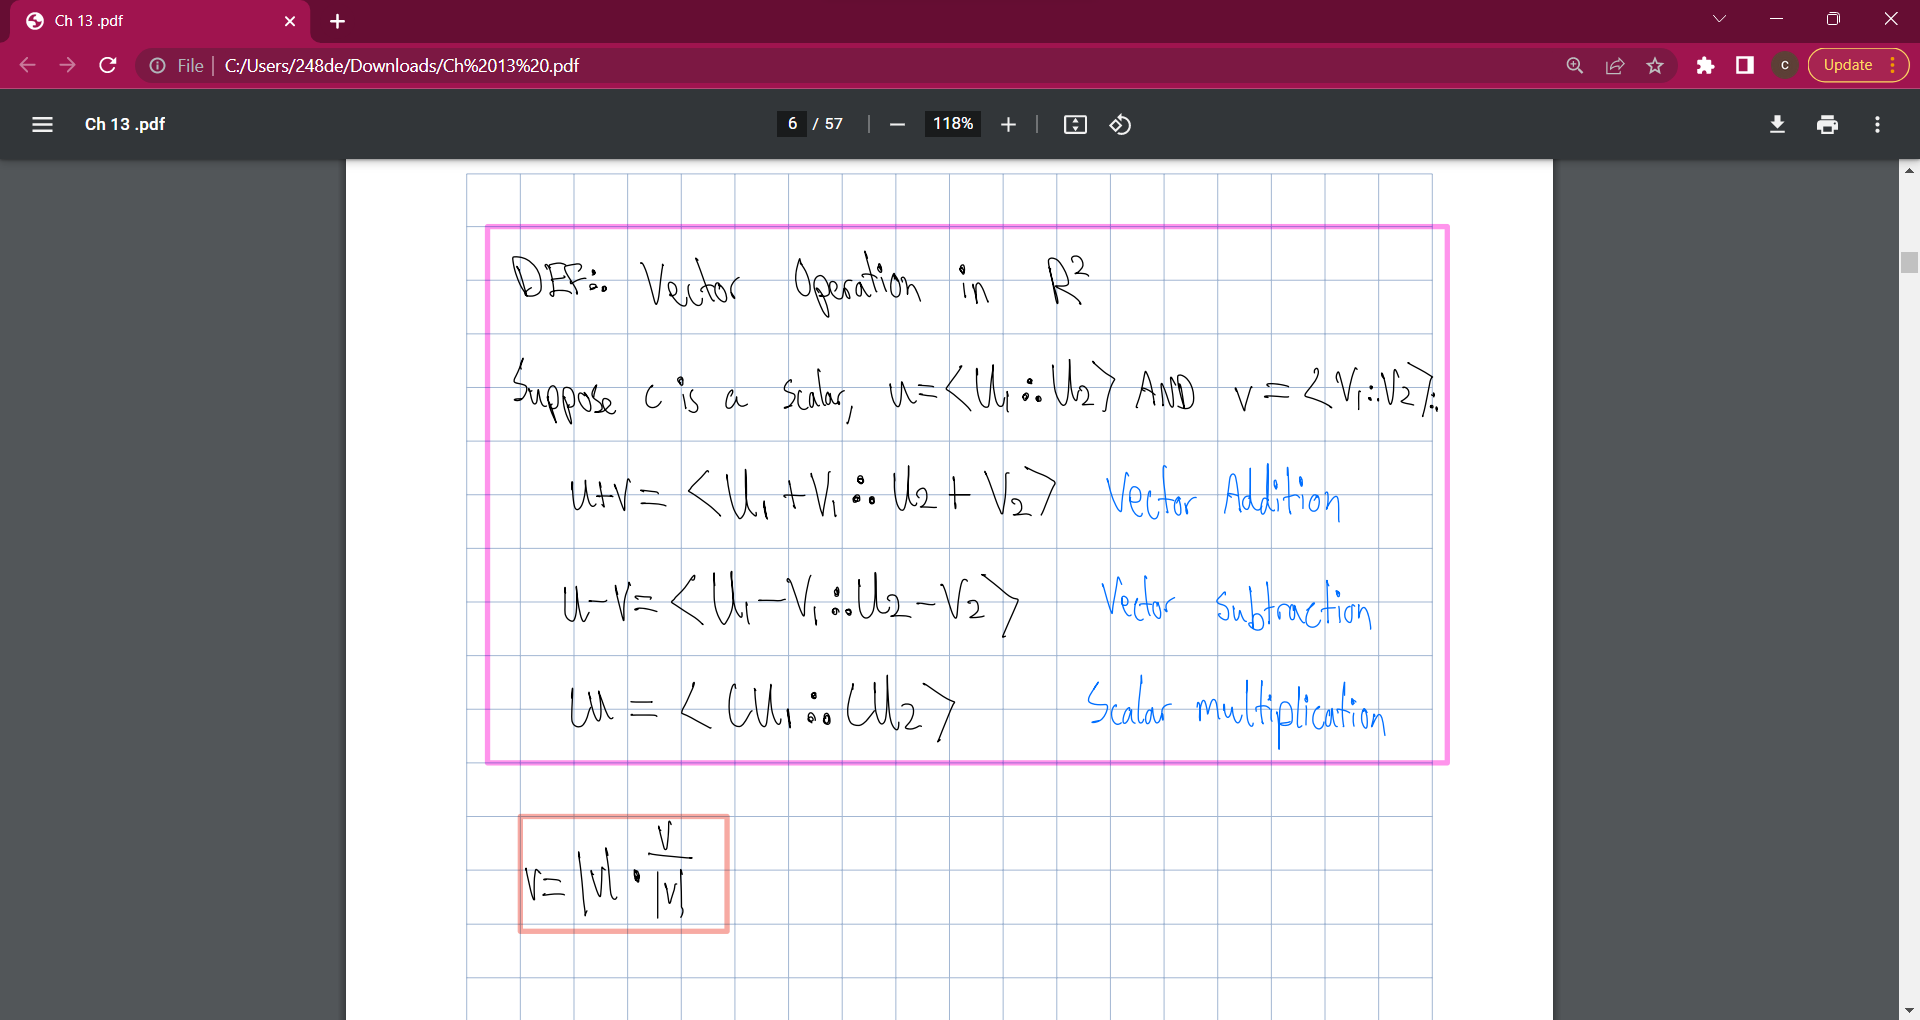 Ch 13 .pdf
File | C:/Users/248de/Downloads/Ch%2013%20.pdf
C
Update
Ch 13 .pdf
6 / 57
118%
DEF∴ Vector Operation in R²
Suppose c is a scalar, u=<U₁∴U₂> AND v=<V₁∴V₂>∴
u+v= <U₁+V₁∴U₂+V₂> Vector Addition
u-v= <U₁-V₁∴U₂-V₂> Vector subtraction
cu = <cU₁∴cU₂> Scalar multiplication
v= |v| · v/|v|